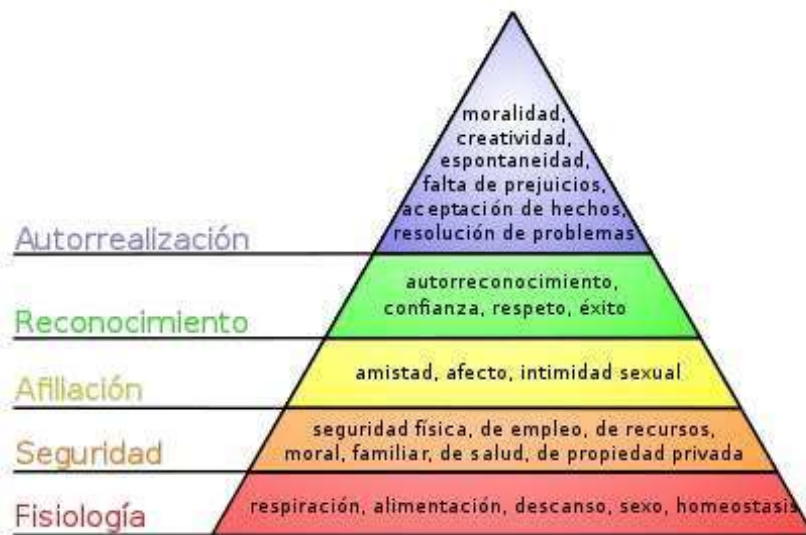 moralidad,
creatividad,
espontaneidad,
falta de prejuicios,
aceptación de hechos,
resolución de problemas
Autorrealización
autorreconocimiento,
confianza, respeto, éxito
Reconocimiento
amistad, afecto, intimidad sexual
Afiliación
seguridad física, de empleo, de recursos,
moral, familiar, de salud, de propiedad privada
Seguridad
respiración, alimentación, descanso, sexo, homeostasis
Fisiología